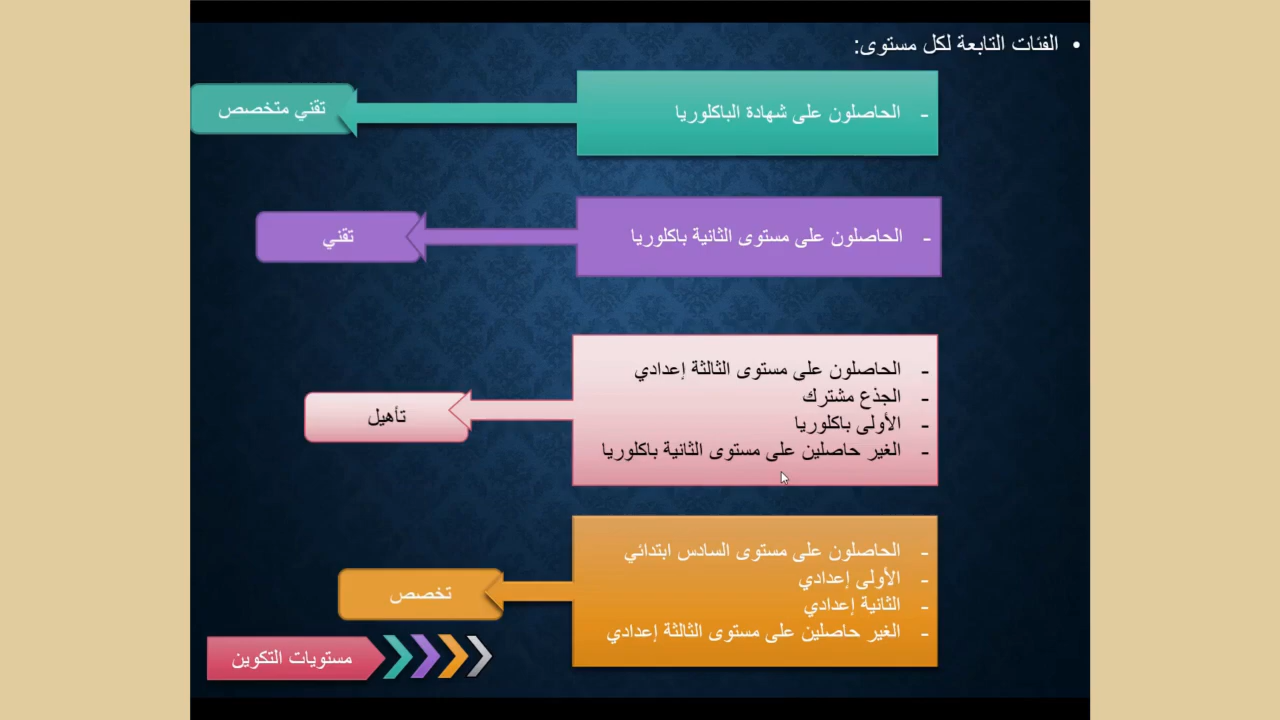 • الفئات التابعة لكل مستوى:
- الحاصلون على شهادة الباكلوريا
تقني متخصص
- الحاصلون على مستوى الثانية باكلوريا
تقني
- الحاصلون على مستوى الثالثة إعدادي
- الجذع مشترك
- الأولى باكلوريا
- الغير حاصلين على مستوى الثانية باكلوريا
تأهيل
- الحاصلون على مستوى السادس ابتدائي
- الأولى إعدادي
- الثانية إعدادي
- الغير حاصلين على مستوى الثالثة إعدادي
تخصص
مستويات التكوين